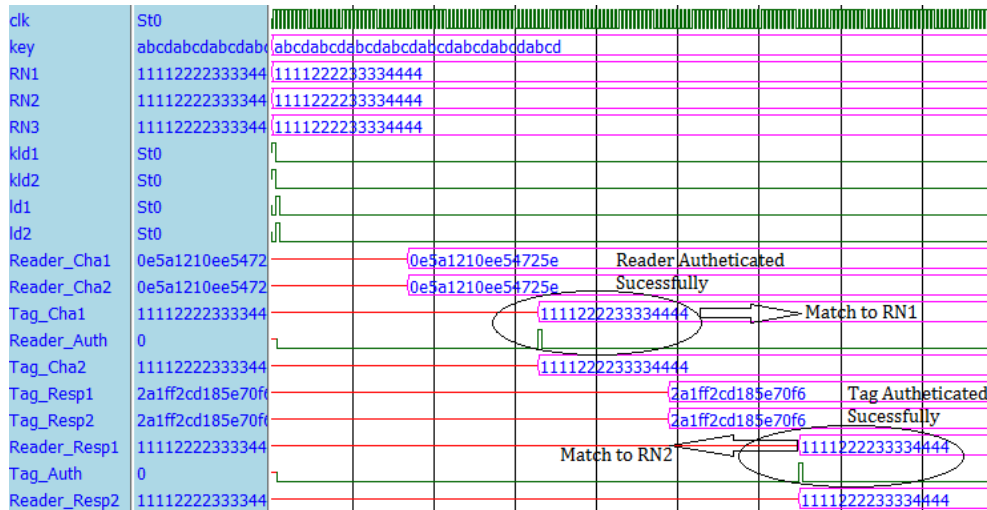 clk St0
key abcdabcdabcdabc abcdabcdabcdabcdabcdabcdabcdabcd
RN1 11112222333344 1111222233334444
RN2 11112222333344 1111222233334444
RN3 11112222333344 1111222233334444
kld1 St0
kld2 St0
ld1 St0
ld2 St0
Reader_Cha1 0e5a1210ee5472 0e5a1210ee54725e Reader Autheticated
Reader_Cha2 0e5a1210ee5472 0e5a1210ee54725e Sucessfully
Tag_Cha1 11112222333344 1111222233334444 Match to RN1
Reader_Auth 0
Tag_Cha2 11112222333344 1111222233334444
Tag_Resp1 2a1ff2cd185e70f6 2a1ff2cd185e70f6 Tag Autheticated
Tag_Resp2 2a1ff2cd185e70f6 2a1ff2cd185e70f6 Sucessfully
Reader_Resp1 11112222333344 Match to RN2 1111222233334444
Tag_Auth 0
Reader_Resp2 11112222333344 1111222233334444